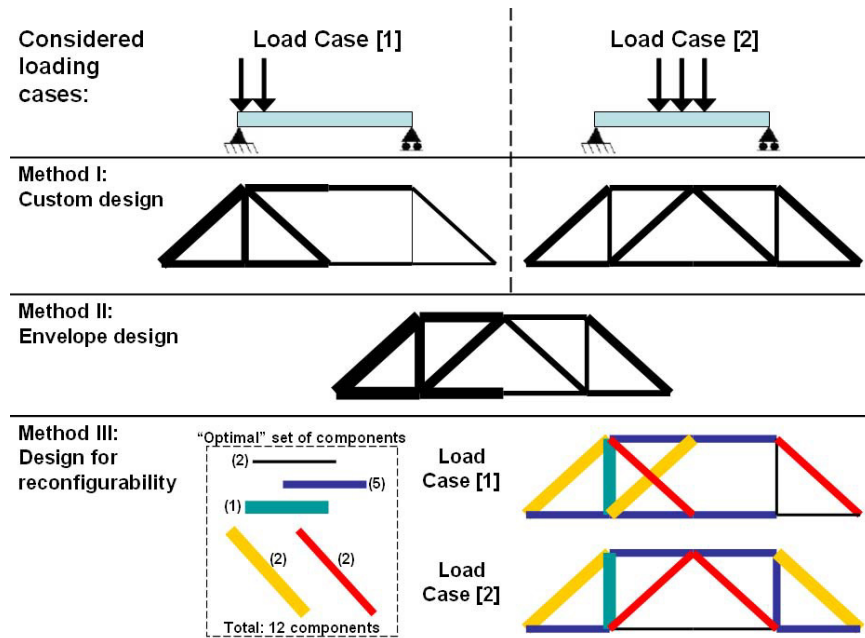 Considered
loading
cases:
Load Case [1]
Load Case [2]
Method I:
Custom design
Method II:
Envelope design
Method III:
Design for
reconfigurability
"Optimal" set of components
(2)
(5)
(1)
(2)
(2)
Total: 12 components
Load
Case [1]
Load
Case [2]